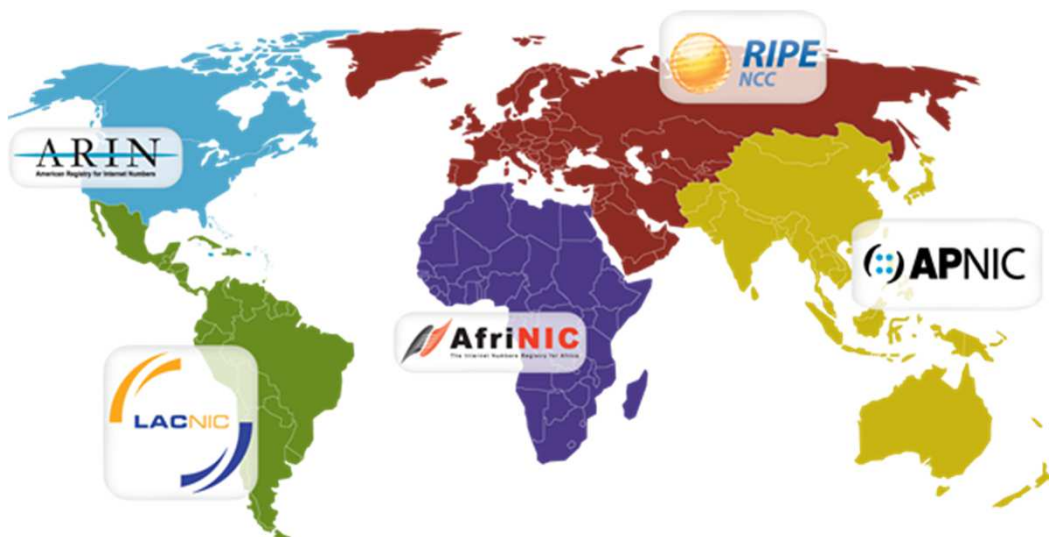 RIPE
NCC
ARIN
American Registry for Internet Numbers
APNIC
AfriNIC
The Internet Numbers Registry for Africa
LACNIC